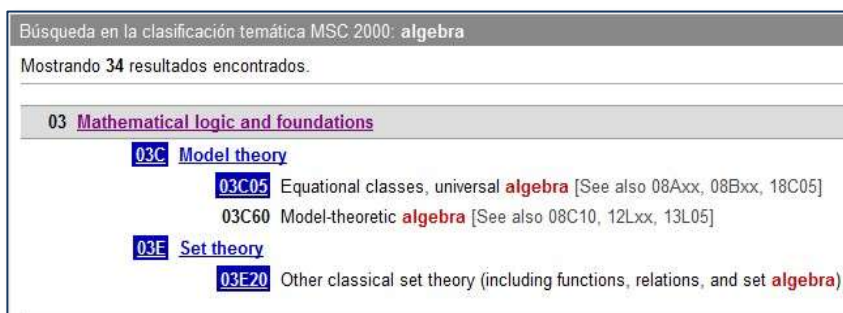 Búsqueda en la clasificación temática MSC 2000: algebra
Mostrando 34 resultados encontrados.
03 Mathematical logic and foundations
03C Model theory
03C05 Equational classes, universal algebra [See also 08Axx, 08Bxx, 18C05]
03C60 Model-theoretic algebra [See also 08C10, 12Lxx, 13L05]
03E Set theory
03E20 Other classical set theory (including functions, relations, and set algebra)